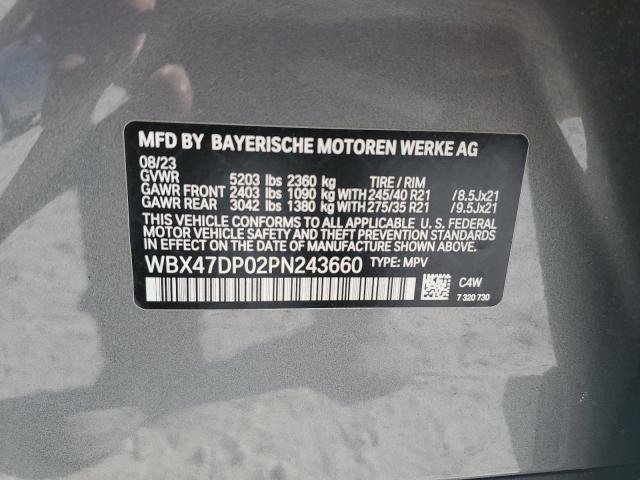 MFD BY BAYERISCHE MOTOREN WERKE AG
08/23
GVWR 5203 lbs 2360 kg TIRE / RIM
GAWR FRONT 2403 lbs 1090 kg WITH 245/40 R21 /8.5Jx21
GAWR REAR 3042 lbs 1380 kg WITH 275/35 R21 /9.5Jx21
THIS VEHICLE CONFORMS TO ALL APPLICABLE U. S. FEDERAL
MOTOR VEHICLE SAFETY, BUMPER, AND THEFT PREVENTION STANDARDS
IN EFFECT ON THE DATE OF MANUFACTURE SHOWN ABOVE.
WBX47DP02PN243660 TYPE: MPV
C4W
7 320 730